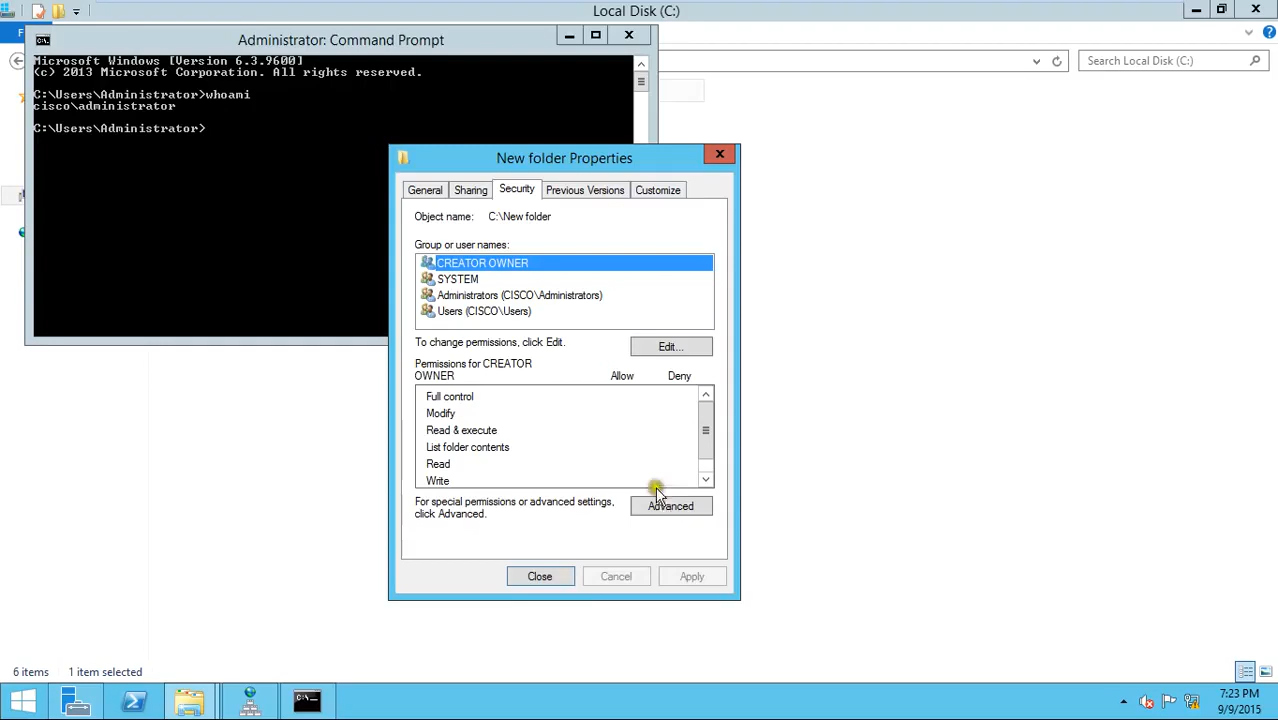 Local Disk (C:)
F
Administrator: Command Prompt
Search Local Disk (C:)
Microsoft Windows [Version 6.3.9600]
(c) 2013 Microsoft Corporation. All rights reserved.
C:\Users\Administrator>whoami
cisco\administrator
C:\Users\Administrator>
New folder Properties
General
Sharing
Security
Previous Versions
Customize
Object name: C:\New folder
Group or user names:
CREATOR OWNER
SYSTEM
Administrators (CISCO\Administrators)
Users (CISCO\Users)
To change permissions, click Edit.
Edit...
Permissions for CREATOR
OWNER
Allow
Deny
Full control
Modify
Read & execute
List folder contents
Read
Write
For special permissions or advanced settings,
click Advanced.
Advanced
Close
Cancel
Apply
6 items
1 item selected
7:23 PM
9/9/2015